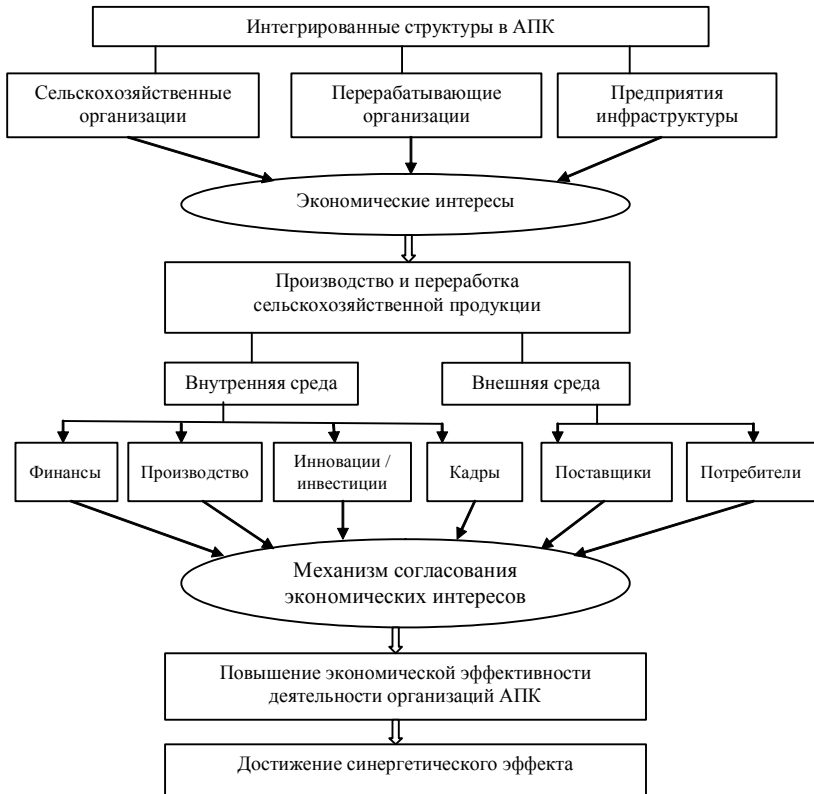 Интегрированные структуры в АПК
Сельскохозяйственные
организации
Перерабатывающие
организации
Предприятия
инфраструктуры
Экономические интересы
Производство и переработка
сельскохозяйственной продукции
Внутренняя среда
Внешняя среда
Финансы
Производство
Инновации /
инвестиции
Кадры
Поставщики
Потребители
Механизм согласования
экономических интересов
Повышение экономической эффективности
деятельности организаций АПК
Достижение синергетического эффекта